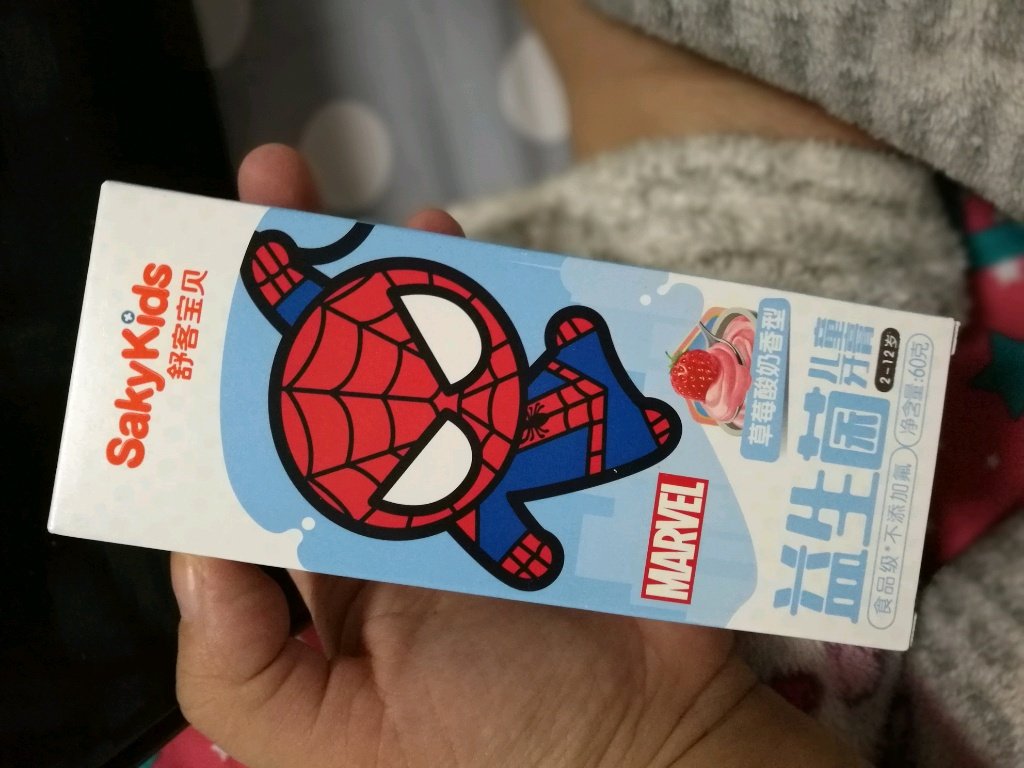 SakyKids
舒客宝贝
MARVEL
草莓酸奶香型
益生菌儿童牙膏
2-12岁
食品级*不添加氟
净含量:60克